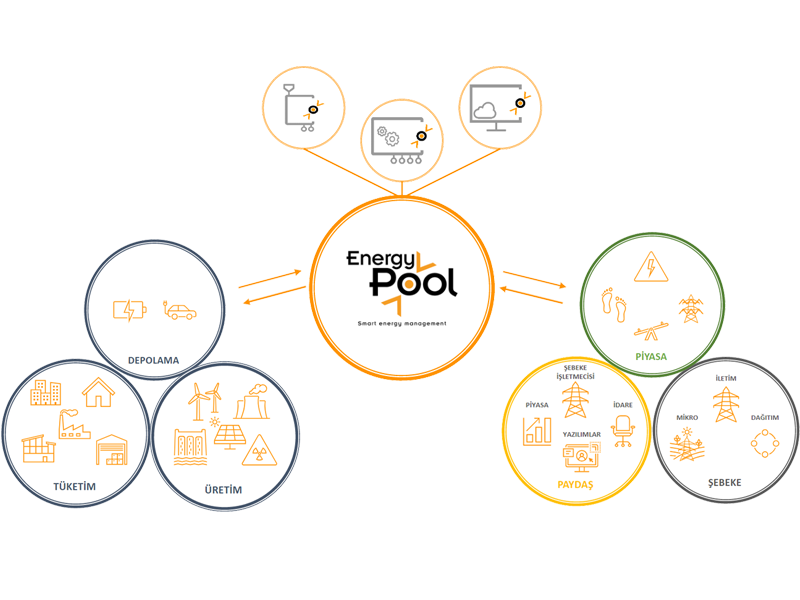 Energy
Pool
Smart energy management
DEPOLAMA
TÜKETİM
ÜRETİM
PİYASA
ŞEBEKE
İŞLETMECİSİ
PİYASA
İDARE
YAZILIMLAR
PAYDAŞ
İLETİM
MİKRO
DAĞITIM
ŞEBEKE